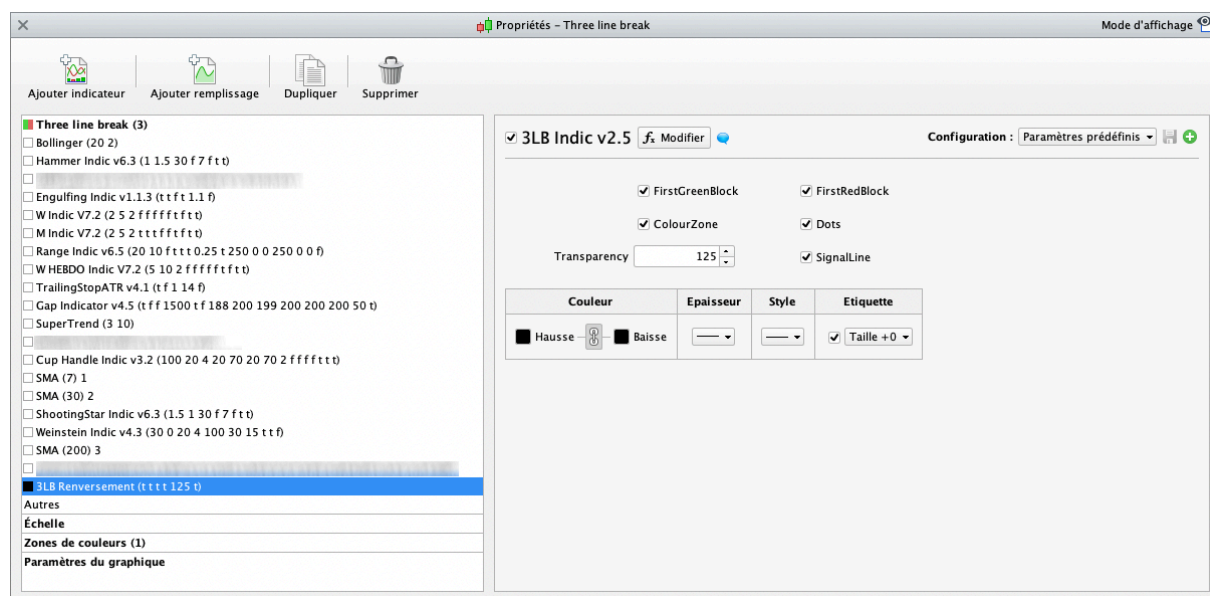 Propriétés - Three line break
Mode d'affichage
Ajouter indicateur
Ajouter remplissage
Dupliquer
Supprimer
Three line break (3)
Bollinger (20 2)
Hammer Indic v6.3 (1 1.5 30 f 7 f t t)
Engulfing Indic v1.1.3 (t t f t 1.1 f)
W Indic V7.2 (2 5 2 f f f f f t f t t)
M Indic V7.2 (2 5 2 t t t f f t f t t)
Range Indic v6.5 (20 10 f t t t 0.25 t 250 0 0 250 0 0 f)
W HEBDO Indic V7.2 (5 10 2 f f f f f t f t t)
TrailingStopATR v4.1 (t f 1 14 f)
Gap Indicator v4.5 (t f f 1500 t f 188 200 199 200 200 200 50 t)
SuperTrend (3 10)
Cup Handle Indic v3.2 (100 20 4 20 70 20 70 2 f f f f t t t)
SMA (7) 1
SMA (30) 2
ShootingStar Indic v6.3 (1.5 1 30 f 7 f t t)
Weinstein Indic v4.3 (30 0 20 4 100 30 15 t t f)
SMA (200) 3
3LB Renversement (t t t t 125 t)
Autres
Échelle
Zones de couleurs (1)
Paramètres du graphique
3LB Indic v2.5
fx Modifier
Configuration : Paramètres prédéfinis
FirstGreenBlock
FirstRedBlock
ColourZone
Dots
Transparency 125
SignalLine
Couleur Epaisseur Style Etiquette
Hausse Baisse Taille +0